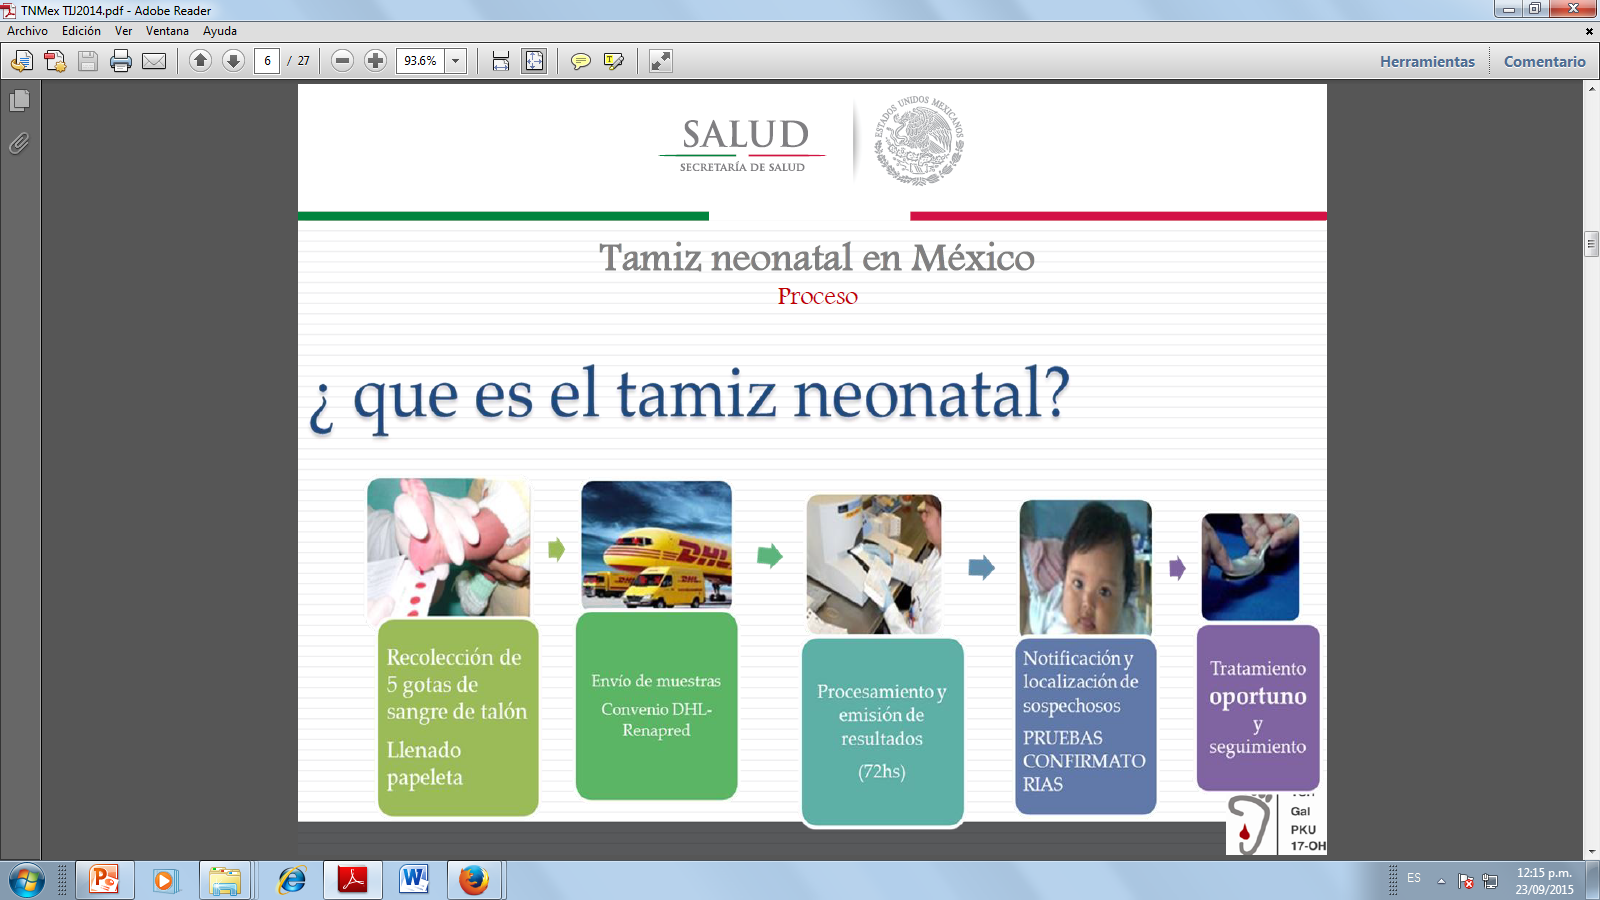 TNMex TIJ2014.pdf - Adobe Reader
Archivo Edición Ver Ventana Ayuda
6 / 27 93.6% Herramientas Comentario
SALUD
SECRETARÍA DE SALUD
ESTADOS UNIDOS MEXICANOS
Tamiz neonatal en México
Proceso
¿ que es el tamiz neonatal?
DHL
DHL
DHL
Recolección de
5 gotas de
sangre de talón
Llenado
papeleta
Envío de muestras
Convenio DHL-
Renapred
Procesamiento y
emisión de
resultados
(72hs)
Notificación y
localización de
sospechosos
PRUEBAS
CONFIRMATO
RIAS
Tratamiento
oportuno
y
seguimiento
Gal
PKU
17-OH
ES
12:15 p.m.
23/09/2015